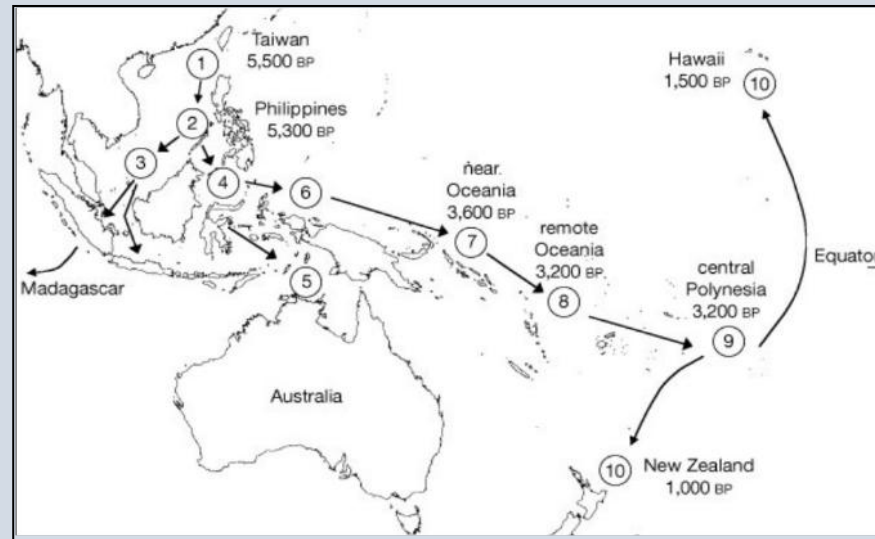 Taiwan
5,500 BP
1
Philippines
5,300 BP
2
3
4
5
6
near
Oceania
3,600 BP
7
remote
Oceania
3,200 BP
8
central
Polynesia
3,200 BP
9
Hawaii
1,500 BP
10
Equator
Madagascar
Australia
10
New Zealand
1,000 BP